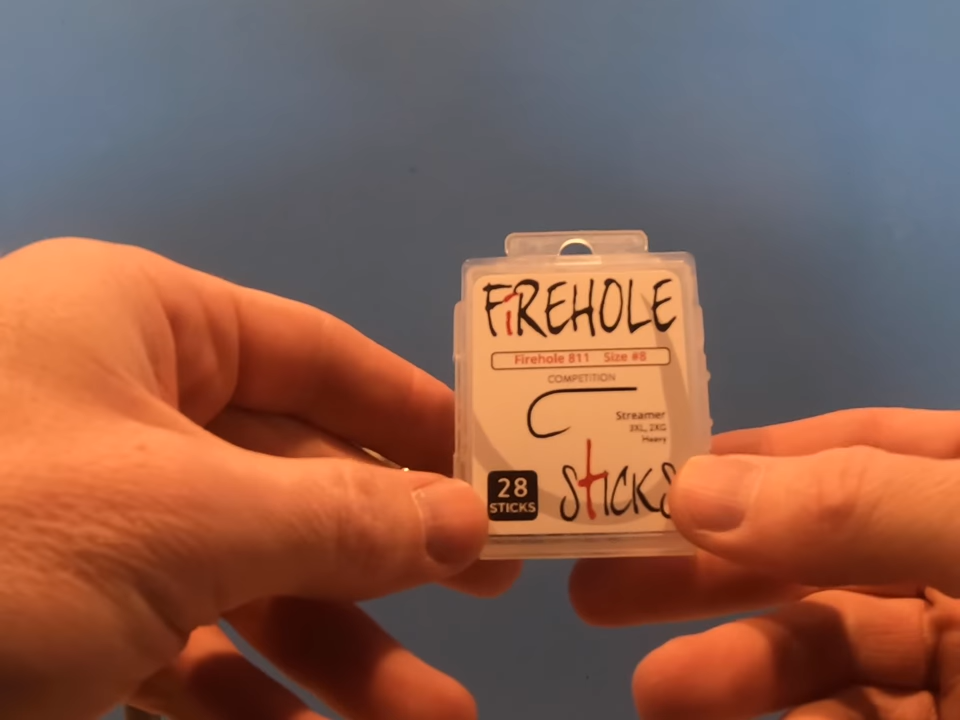 FiREHOLE
Firehole 811 Size #8
COMPETITION
Streamer
3XL, 2XG
Heavy
28
STICKS
StiCKS